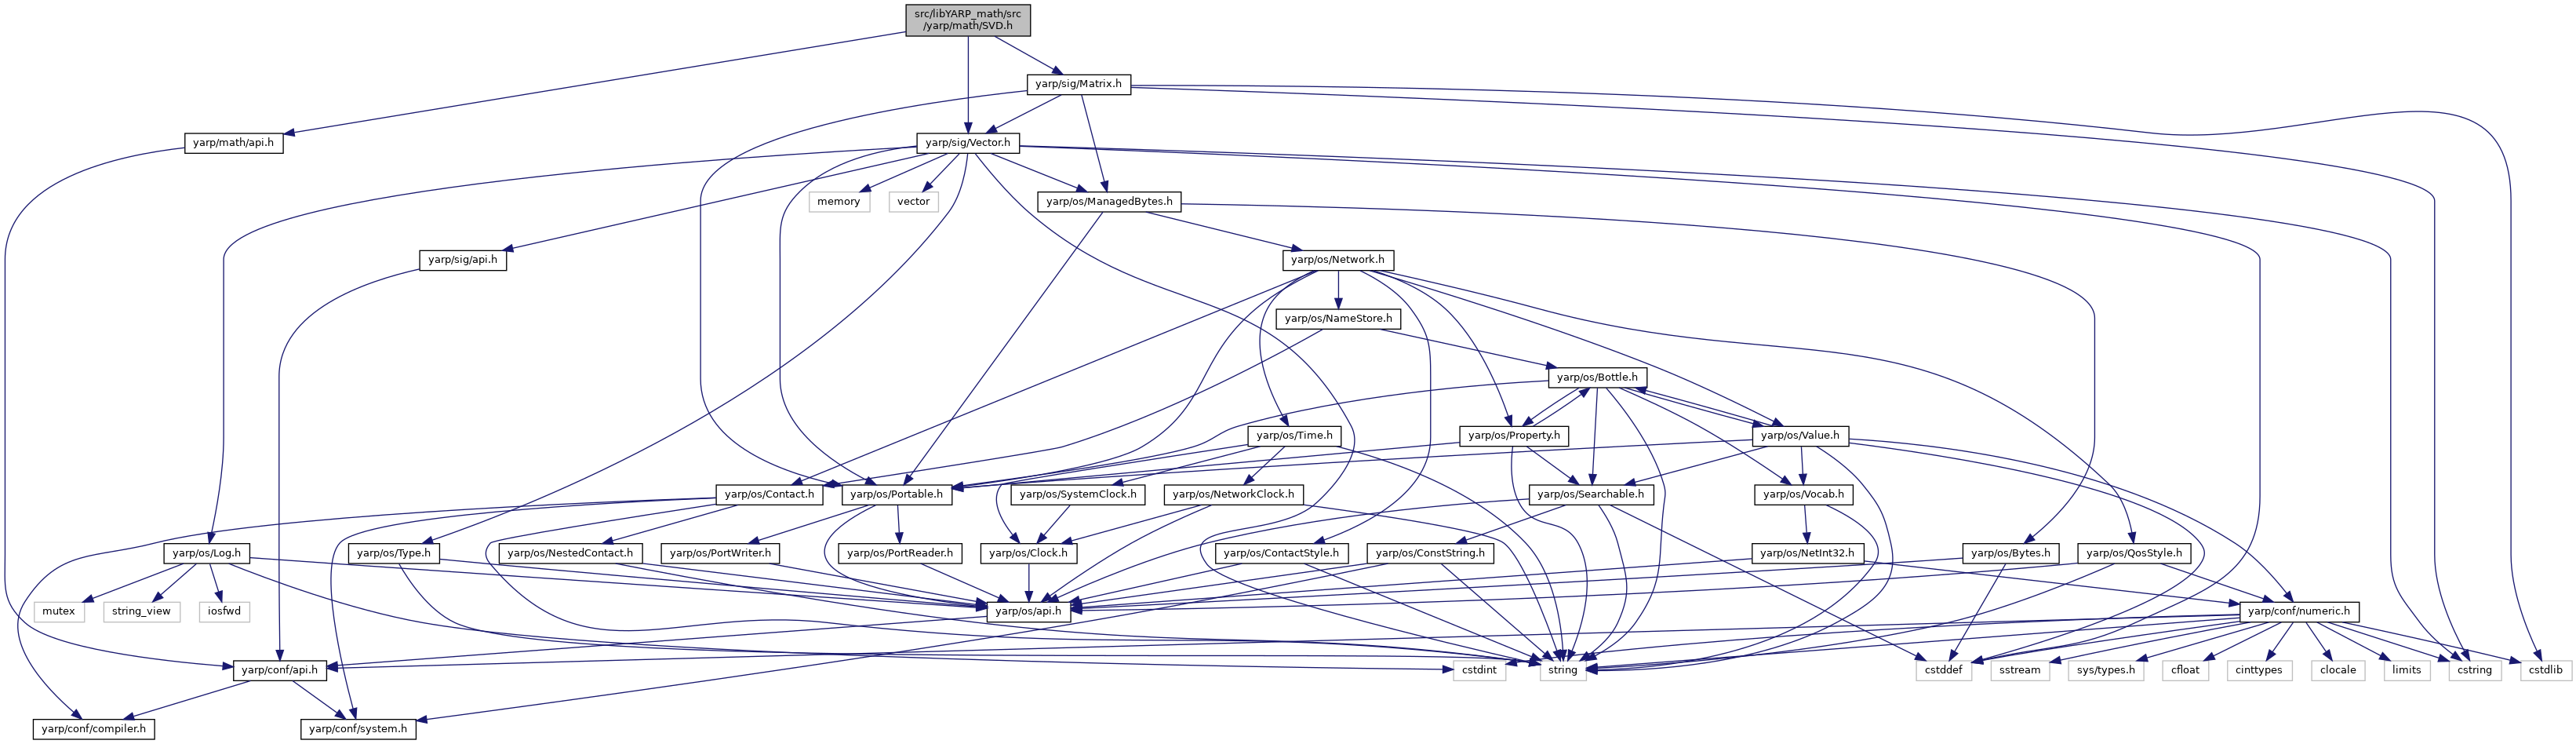 src/libYARP_math/src
/yarp/math/SVD.h
yarp/sig/Matrix.h
yarp/math/api.h
yarp/sig/Vector.h
memory
vector
yarp/os/ManagedBytes.h
yarp/sig/api.h
yarp/os/Network.h
yarp/os/NameStore.h
yarp/os/Bottle.h
yarp/os/Time.h
yarp/os/Property.h
yarp/os/Value.h
yarp/os/Contact.h
yarp/os/Portable.h
yarp/os/SystemClock.h
yarp/os/NetworkClock.h
yarp/os/Searchable.h
yarp/os/Vocab.h
yarp/os/Log.h
yarp/os/Type.h
yarp/os/NestedContact.h
yarp/os/PortWriter.h
yarp/os/PortReader.h
yarp/os/Clock.h
yarp/os/ContactStyle.h
yarp/os/ConstString.h
yarp/os/NetInt32.h
yarp/os/Bytes.h
yarp/os/QosStyle.h
mutex
string_view
iosfwd
yarp/os/api.h
yarp/conf/numeric.h
yarp/conf/api.h
cstdint
string
cstddef
sstream
sys/types.h
cfloat
cinttypes
clocale
limits
cstring
cstdlib
yarp/conf/compiler.h
yarp/conf/system.h